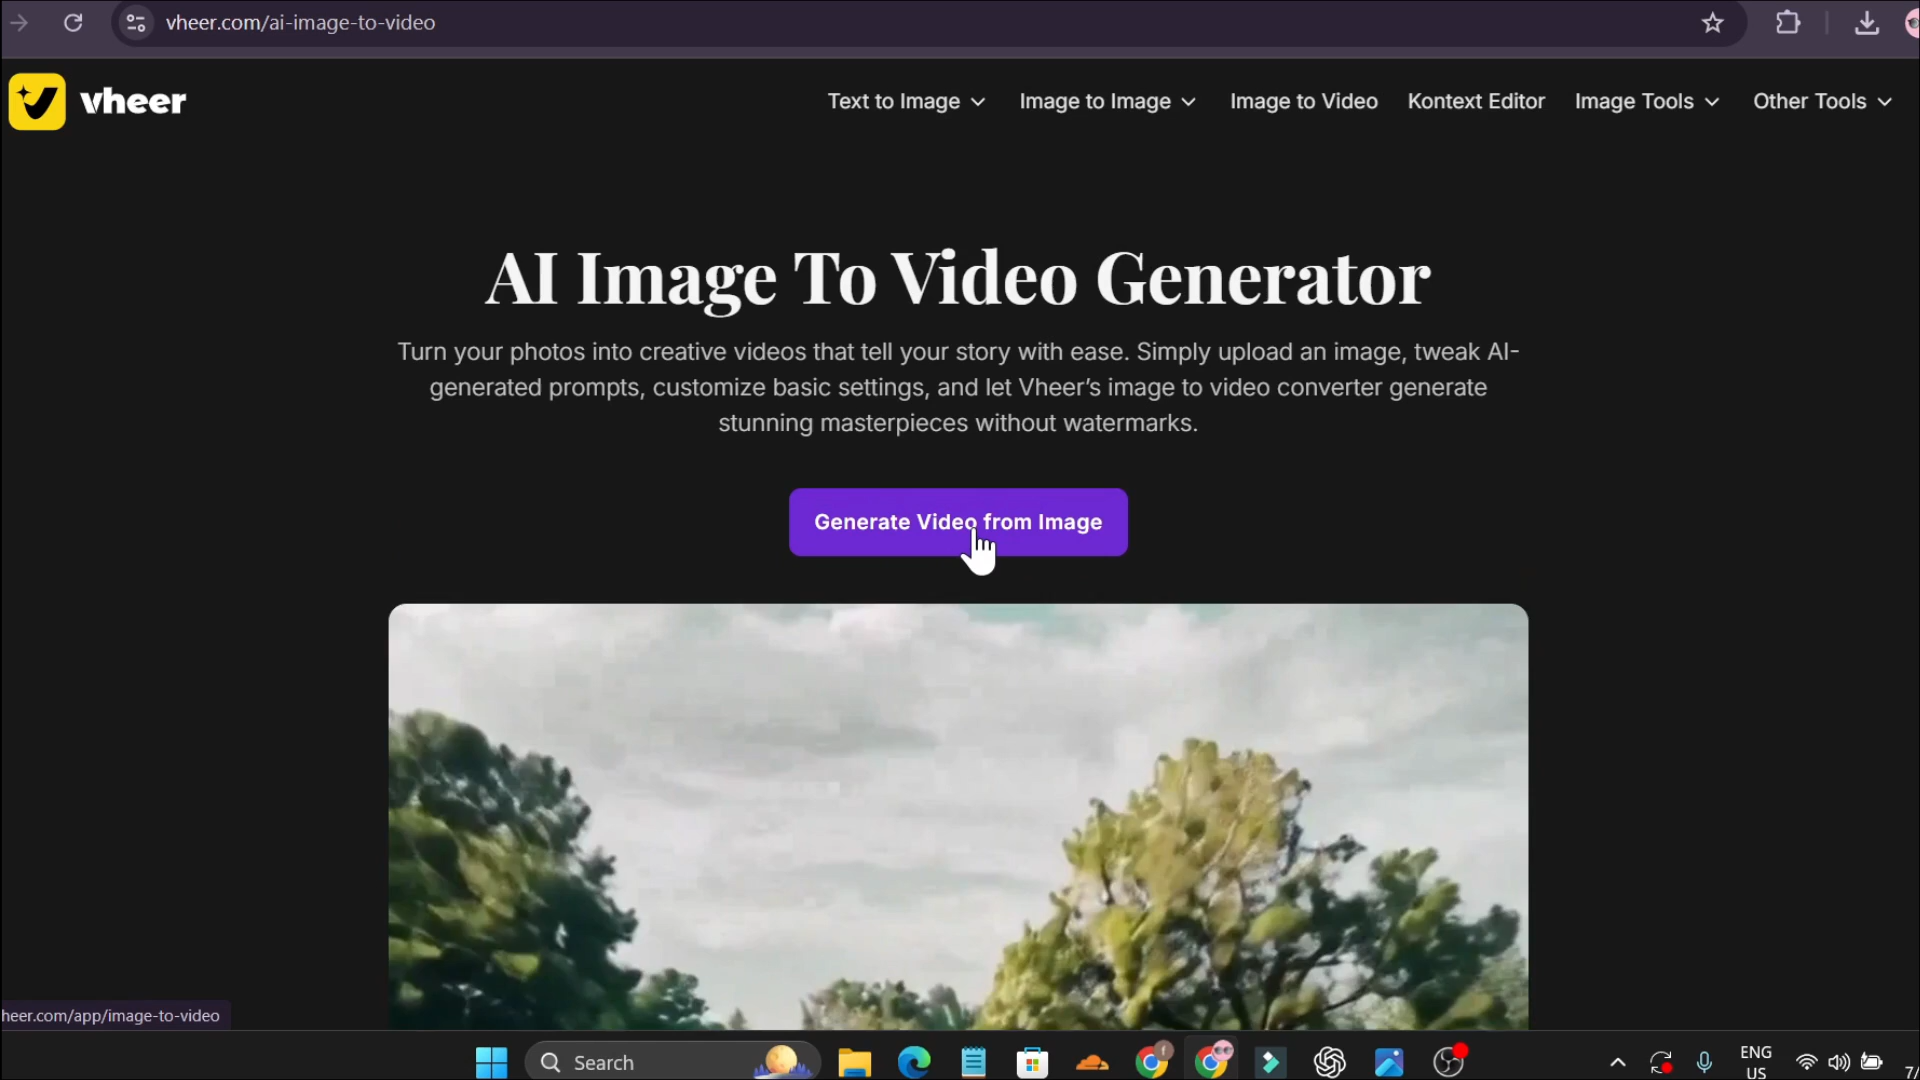 vheer.com/ai-image-to-video
vheer
Text to Image
Image to Image
Image to Video
Kontext Editor
Image Tools
Other Tools
AI Image To Video Generator
Turn your photos into creative videos that tell your story with ease. Simply upload an image, tweak AI-
generated prompts, customize basic settings, and let Vheer’s image to video converter generate
stunning masterpieces without watermarks.
Generate Video from Image
heer.com/app/image-to-video
Search
ENG
US
7/